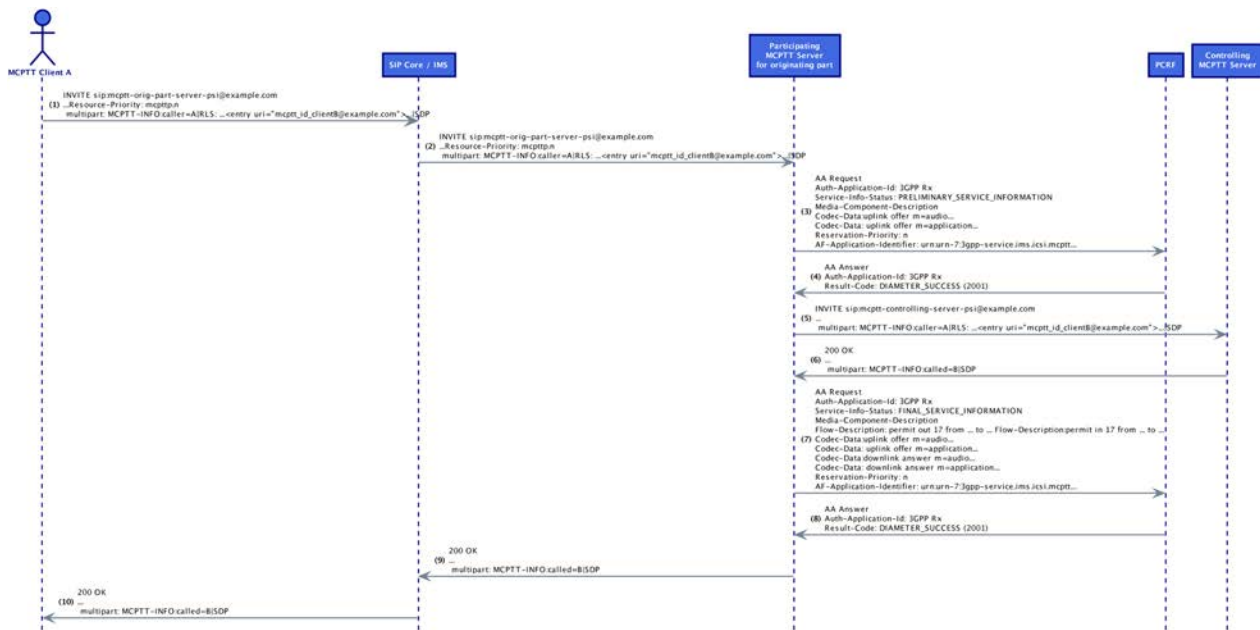 MCPTT Client A
SIP Core / IMS
Participating
MCPTT Server
for originating part
PCRF
Controlling
MCPTT Server
INVITE sip:mcptt-orig-part-server-psi@example.com
(1) ...Resource-Priority: mcpttp.n
multipart: MCPTT-INFO:caller=A|RLS: ...<entry uri="mcptt_id_clientB@example.com">...|SDP
INVITE sip:mcptt-orig-part-server-psi@example.com
(2) ...Resource-Priority: mcpttp.n
multipart: MCPTT-INFO:caller=A|RLS: ...<entry uri="mcptt_id_clientB@example.com">...|SDP
AA Request
Auth-Application-Id: 3GPP Rx
Service-Info-Status: PRELIMINARY_SERVICE_INFORMATION
Media-Component-Description
(3) Codec-Data:uplink offer m=audio...
Codec-Data: uplink offer m=application...
Reservation-Priority: n
AF-Application-Identifier: urn:urn-7:3gpp-service.ims.icsi.mcptt...
AA Answer
(4) Auth-Application-Id: 3GPP Rx
Result-Code: DIAMETER_SUCCESS (2001)
INVITE sip:mcptt-controlling-server-psi@example.com
(5) ...
multipart: MCPTT-INFO:caller=A|RLS: ...<entry uri="mcptt_id_clientB@example.com">...|SDP
200 OK
(6) ...
multipart: MCPTT-INFO:called=B|SDP
AA Request
Auth-Application-Id: 3GPP Rx
Service-Info-Status: FINAL_SERVICE_INFORMATION
Media-Component-Description
Flow-Description: permit out 17 from ... to ... Flow-Description:permit in 17 from ... to ...
(7) Codec-Data:uplink offer m=audio...
Codec-Data: uplink offer m=application...
Codec-Data:downlink answer m=audio...
Codec-Data: downlink answer m=application...
Reservation-Priority: n
AF-Application-Identifier: urn:urn-7:3gpp-service.ims.icsi.mcptt...
AA Answer
(8) Auth-Application-Id: 3GPP Rx
Result-Code: DIAMETER_SUCCESS (2001)
200 OK
(9) ...
multipart: MCPTT-INFO:called=B|SDP
200 OK
(10) ...
multipart: MCPTT-INFO:called=B|SDP